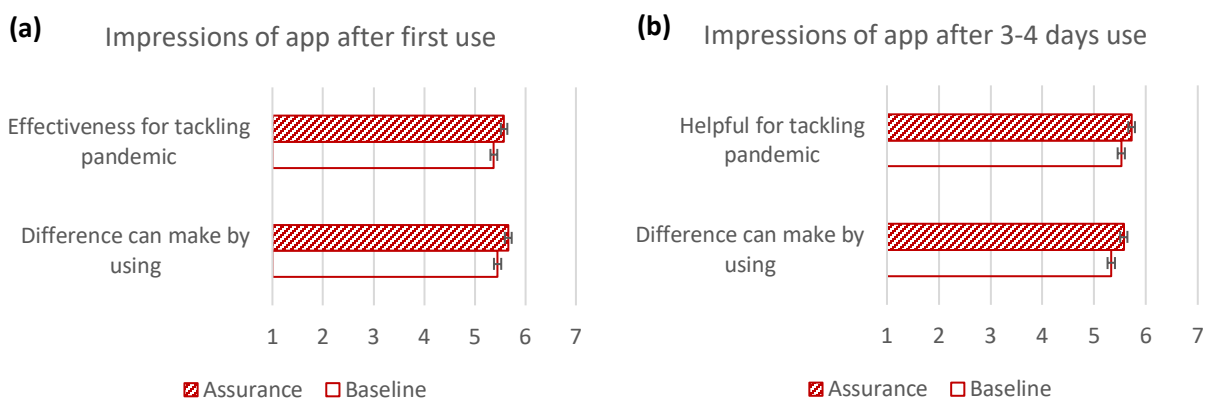 (a)
Impressions of app after first use
Effectiveness for tackling
pandemic
Difference can make by
using
1 2 3 4 5 6 7
Assurance Baseline
(b)
Impressions of app after 3-4 days use
Helpful for tackling
pandemic
Difference can make by
using
1 2 3 4 5 6 7
Assurance Baseline